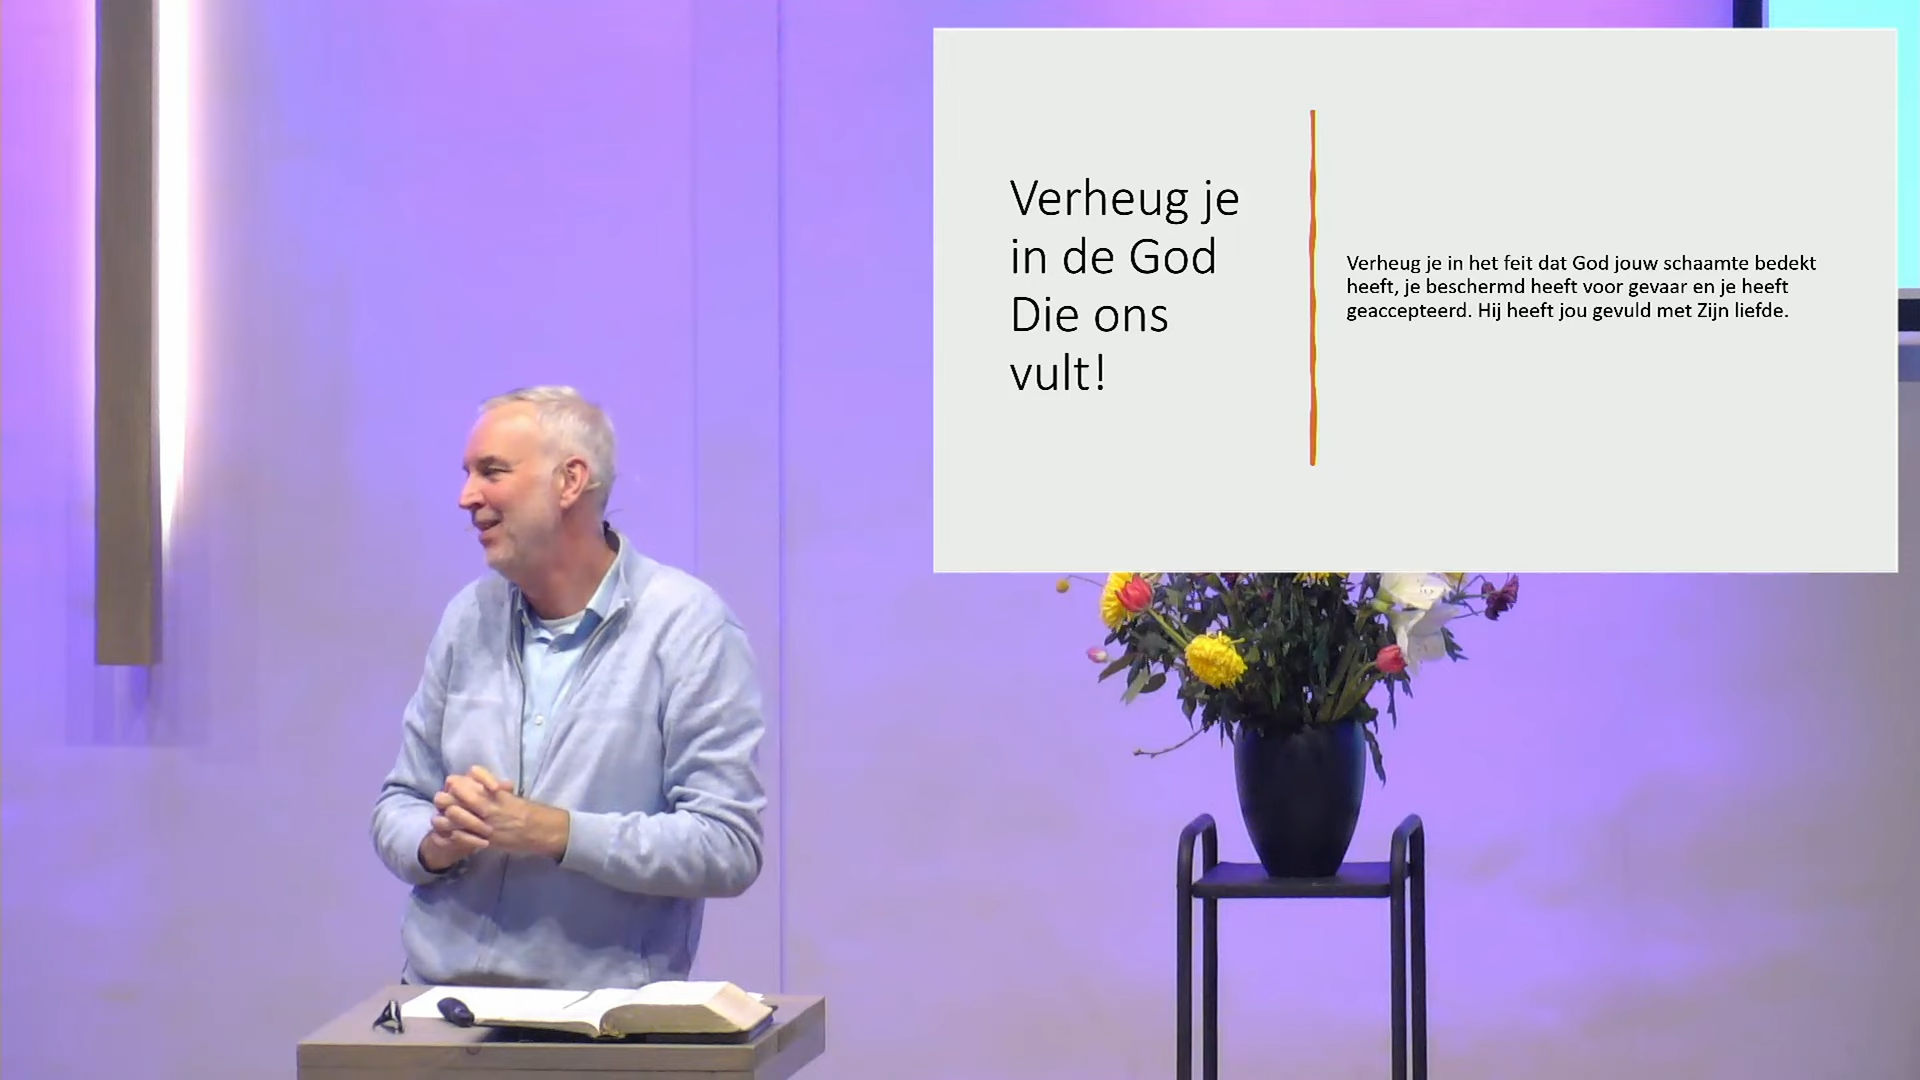 Verheug je
in de God
Die ons
vult!
Verheug je in het feit dat God jouw schaamte bedekt
heeft, je beschermd heeft voor gevaar en je heeft
geaccepteerd. Hij heeft jou gevuld met Zijn liefde.